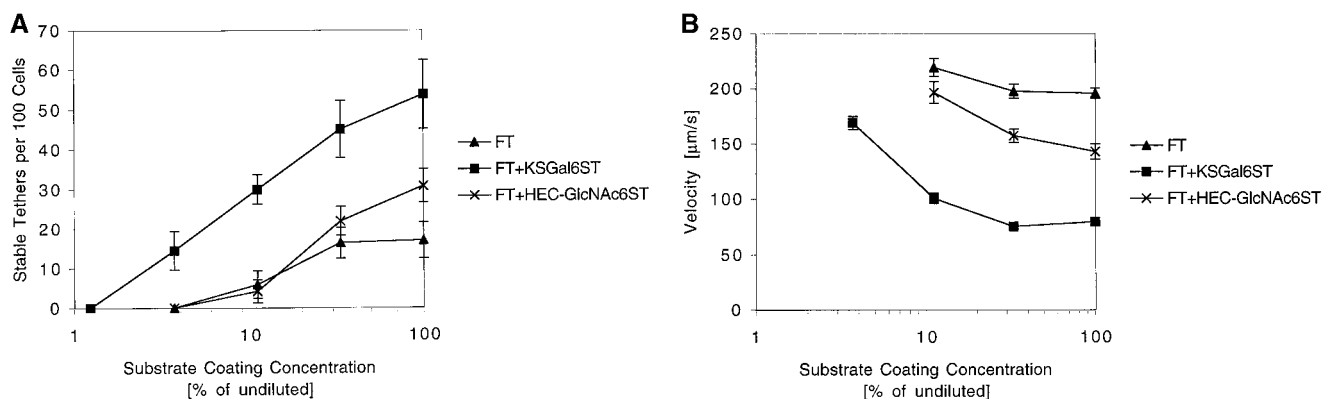 A
Stable Tethers per 100 Cells
70
60
50
40
30
20
10
0
1
10
100
Substrate Coating Concentration
[% of undiluted]
FT
FT+KSGal6ST
FT+HEC-GlcNAc6ST
B
Velocity [µm/s]
250
200
150
100
50
0
1
10
100
Substrate Coating Concentration
[% of undiluted]
FT
FT+KSGal6ST
FT+HEC-GlcNAc6ST